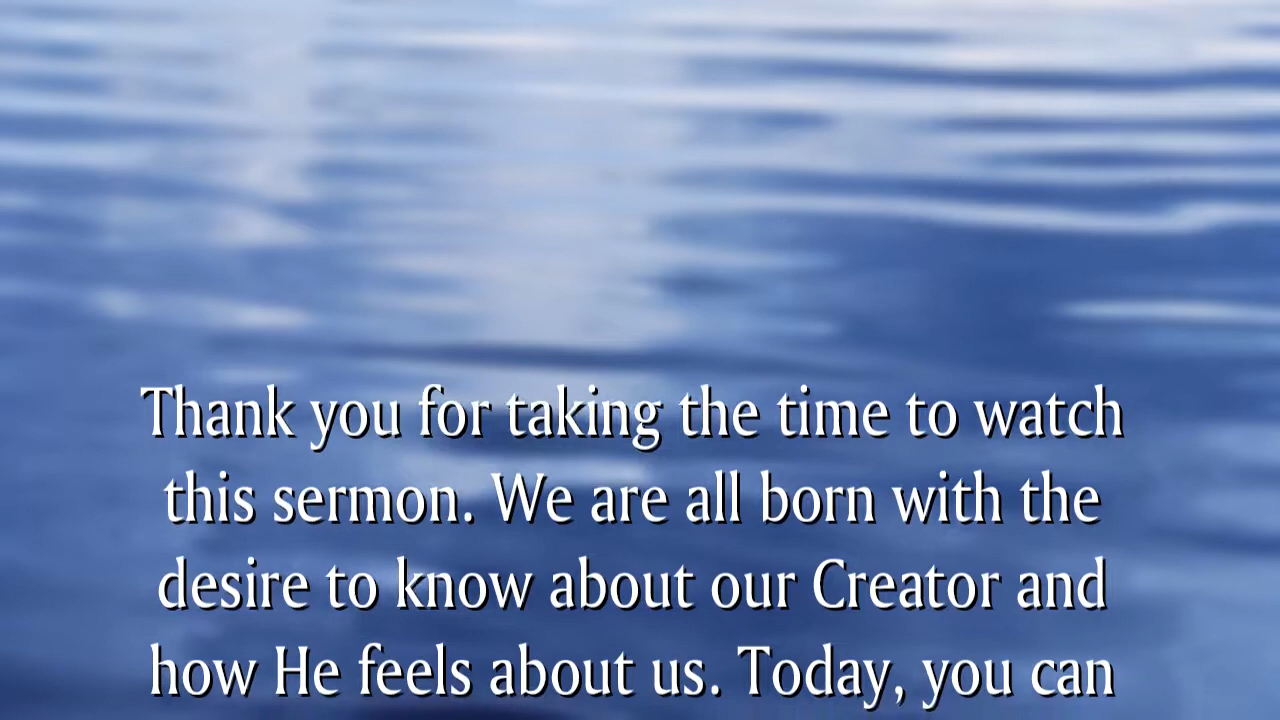 Thank you for taking the time to watch
this sermon. We are all born with the
desire to know about our Creator and
how He feels about us. Today, you can